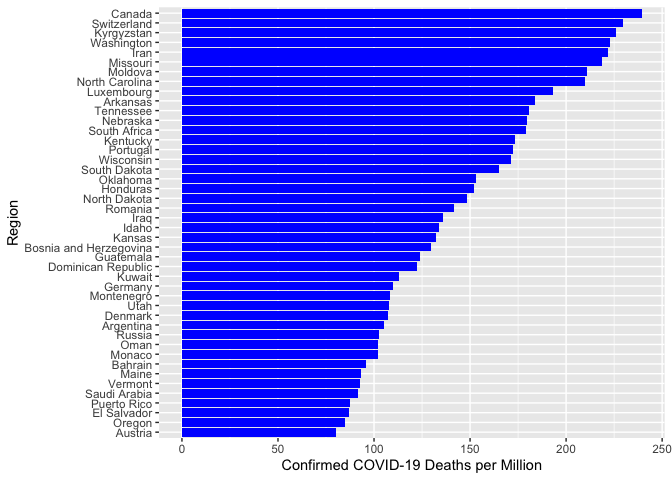 Canada
Switzerland
Kyrgyzstan
Washington
Iran
Missouri
Moldova
North Carolina
Luxembourg
Arkansas
Tennessee
Nebraska
South Africa
Kentucky
Portugal
Wisconsin
South Dakota
Oklahoma
Honduras
North Dakota
Romania
Iraq
Idaho
Kansas
Bosnia and Herzegovina
Guatemala
Dominican Republic
Kuwait
Germany
Montenegro
Utah
Denmark
Argentina
Russia
Oman
Monaco
Bahrain
Maine
Vermont
Saudi Arabia
Puerto Rico
El Salvador
Oregon
Austria
Region
0 50 100 150 200 250
Confirmed COVID-19 Deaths per Million